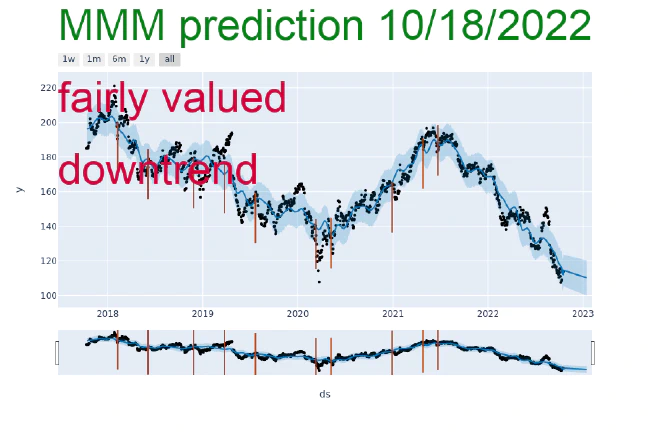 MMM prediction 10/18/2022
1w 1m 6m 1y all
fairly valued
downtrend
y
220
200
180
160
140
120
100
2018 2019 2020 2021 2022 2023
ds